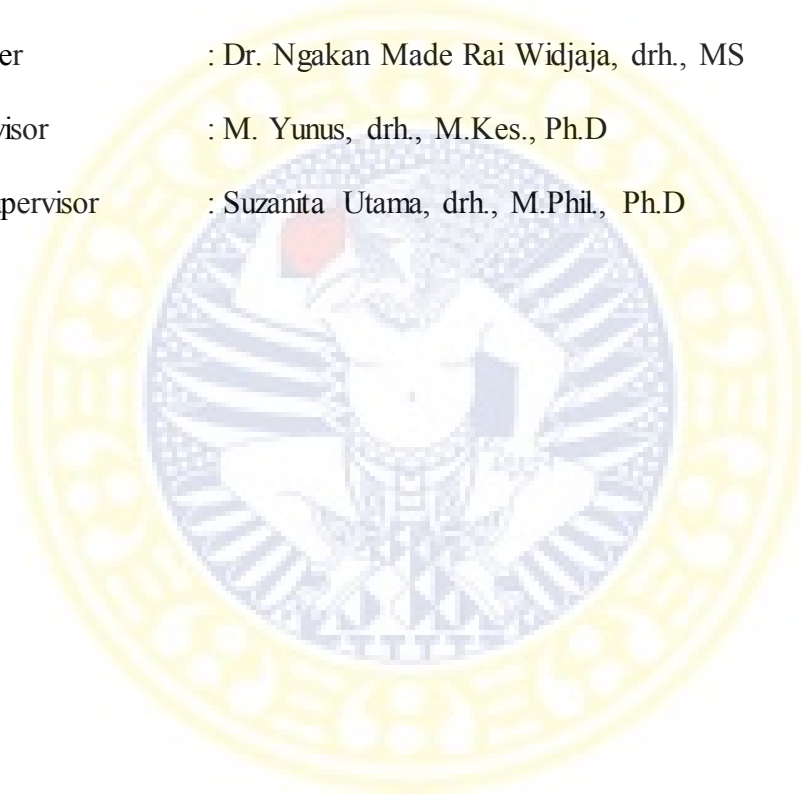 er : Dr. Ngakan Made Rai Widjaja, drh., MS
visor : M. Yunus, drh., M.Kes., Ph.D
pervisor : Suzanita Utama, drh., M.Phil., Ph.D